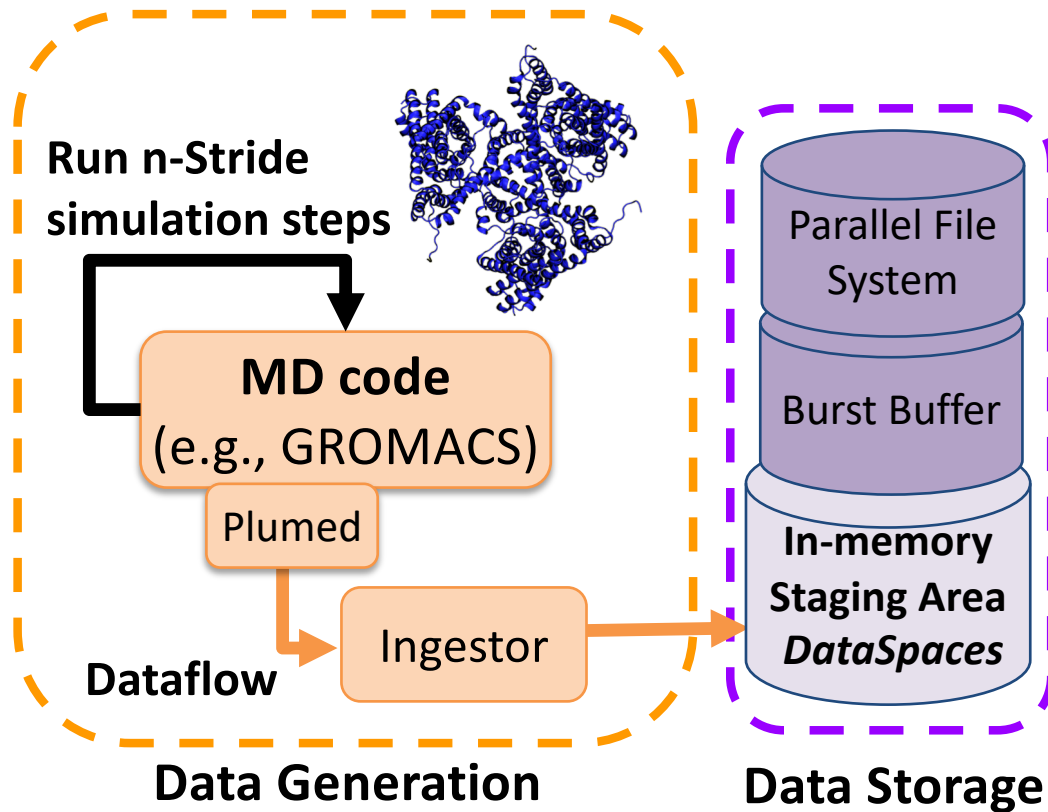 Run n-Stride
simulation steps
MD code
(e.g., GROMACS)
Plumed
Ingestor
Dataflow
Data Generation
Parallel File
System
Burst Buffer
In-memory
Staging Area
DataSpaces
Data Storage